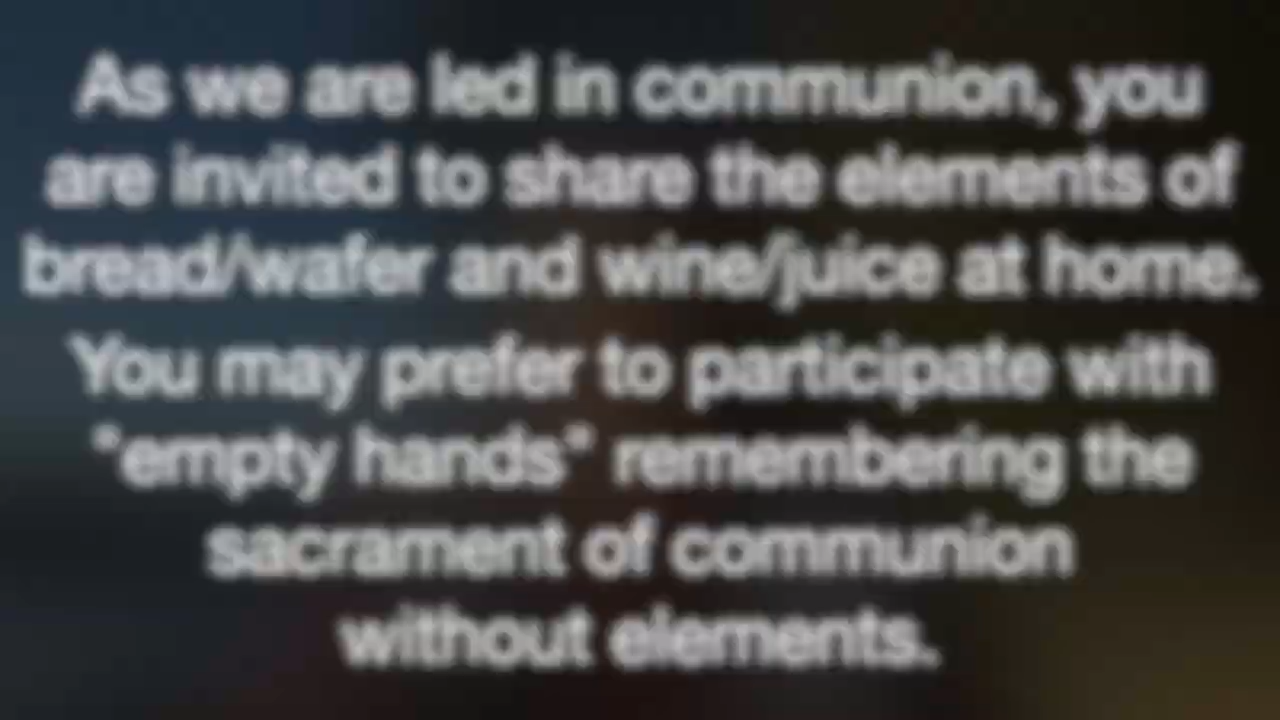 As we are led in communion, you
are invited to share the elements of
bread/wafer and wine/juice at home.
You may prefer to participate with
"empty hands" remembering the
sacrament of communion
without elements.